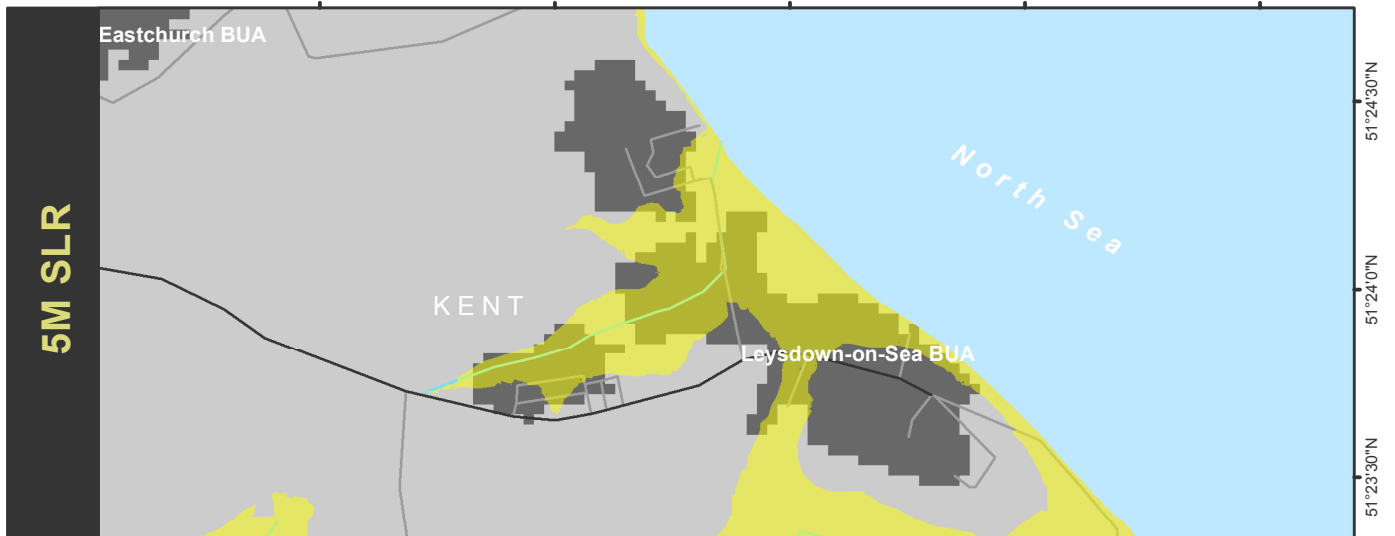 5M SLR
Eastchurch BUA
North Sea
KENT
Leysdown-on-Sea BUA
51°24'30"N
51°24'0"N
51°23'30"N